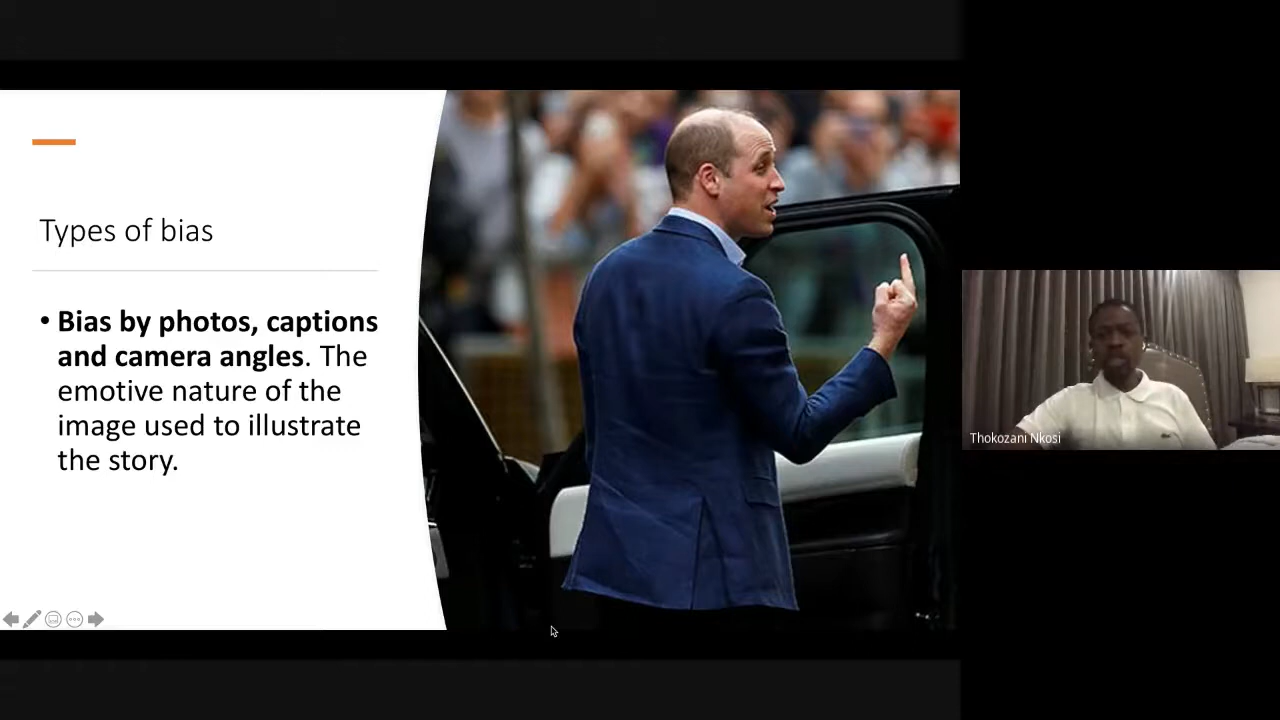 Types of bias
• Bias by photos, captions
and camera angles. The
emotive nature of the
image used to illustrate
the story.
Thokozani Nkosi